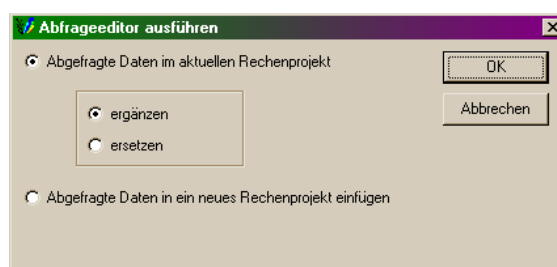 Abfrageeditor ausführen
Abgefragte Daten im aktuellen Rechenprojekt
OK
ergänzen
Abbrechen
ersetzen
Abgefragte Daten in ein neues Rechenprojekt einfügen